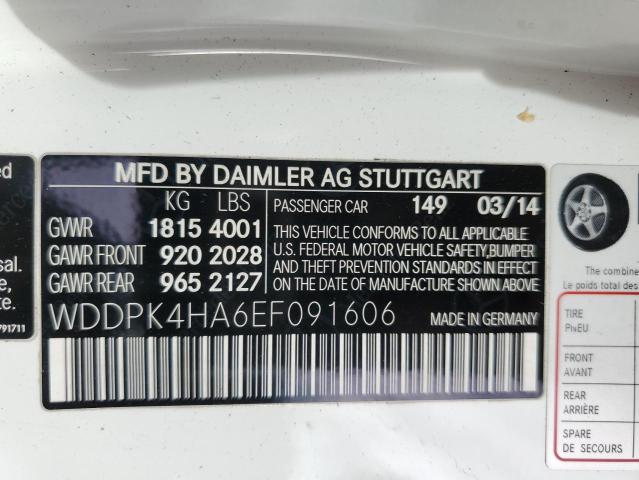 MFD BY DAIMLER AG STUTTGART
KG LBS
GVWR 1815 4001
GAWR FRONT 920 2028
GAWR REAR 965 2127
PASSENGER CAR 149 03/14
THIS VEHICLE CONFORMS TO ALL APPLICABLE
U.S. FEDERAL MOTOR VEHICLE SAFETY,BUMPER
AND THEFT PREVENTION STANDARDS IN EFFECT
ON THE DATE OF MANUFACTURE SHOWN ABOVE.
WDDPK4HA6EF091606 MADE IN GERMANY
sal.
791711
The combine
Le poids total des
TIRE
PNEU
FRONT
AVANT
REAR
ARRIÈRE
SPARE
DE SECOURS